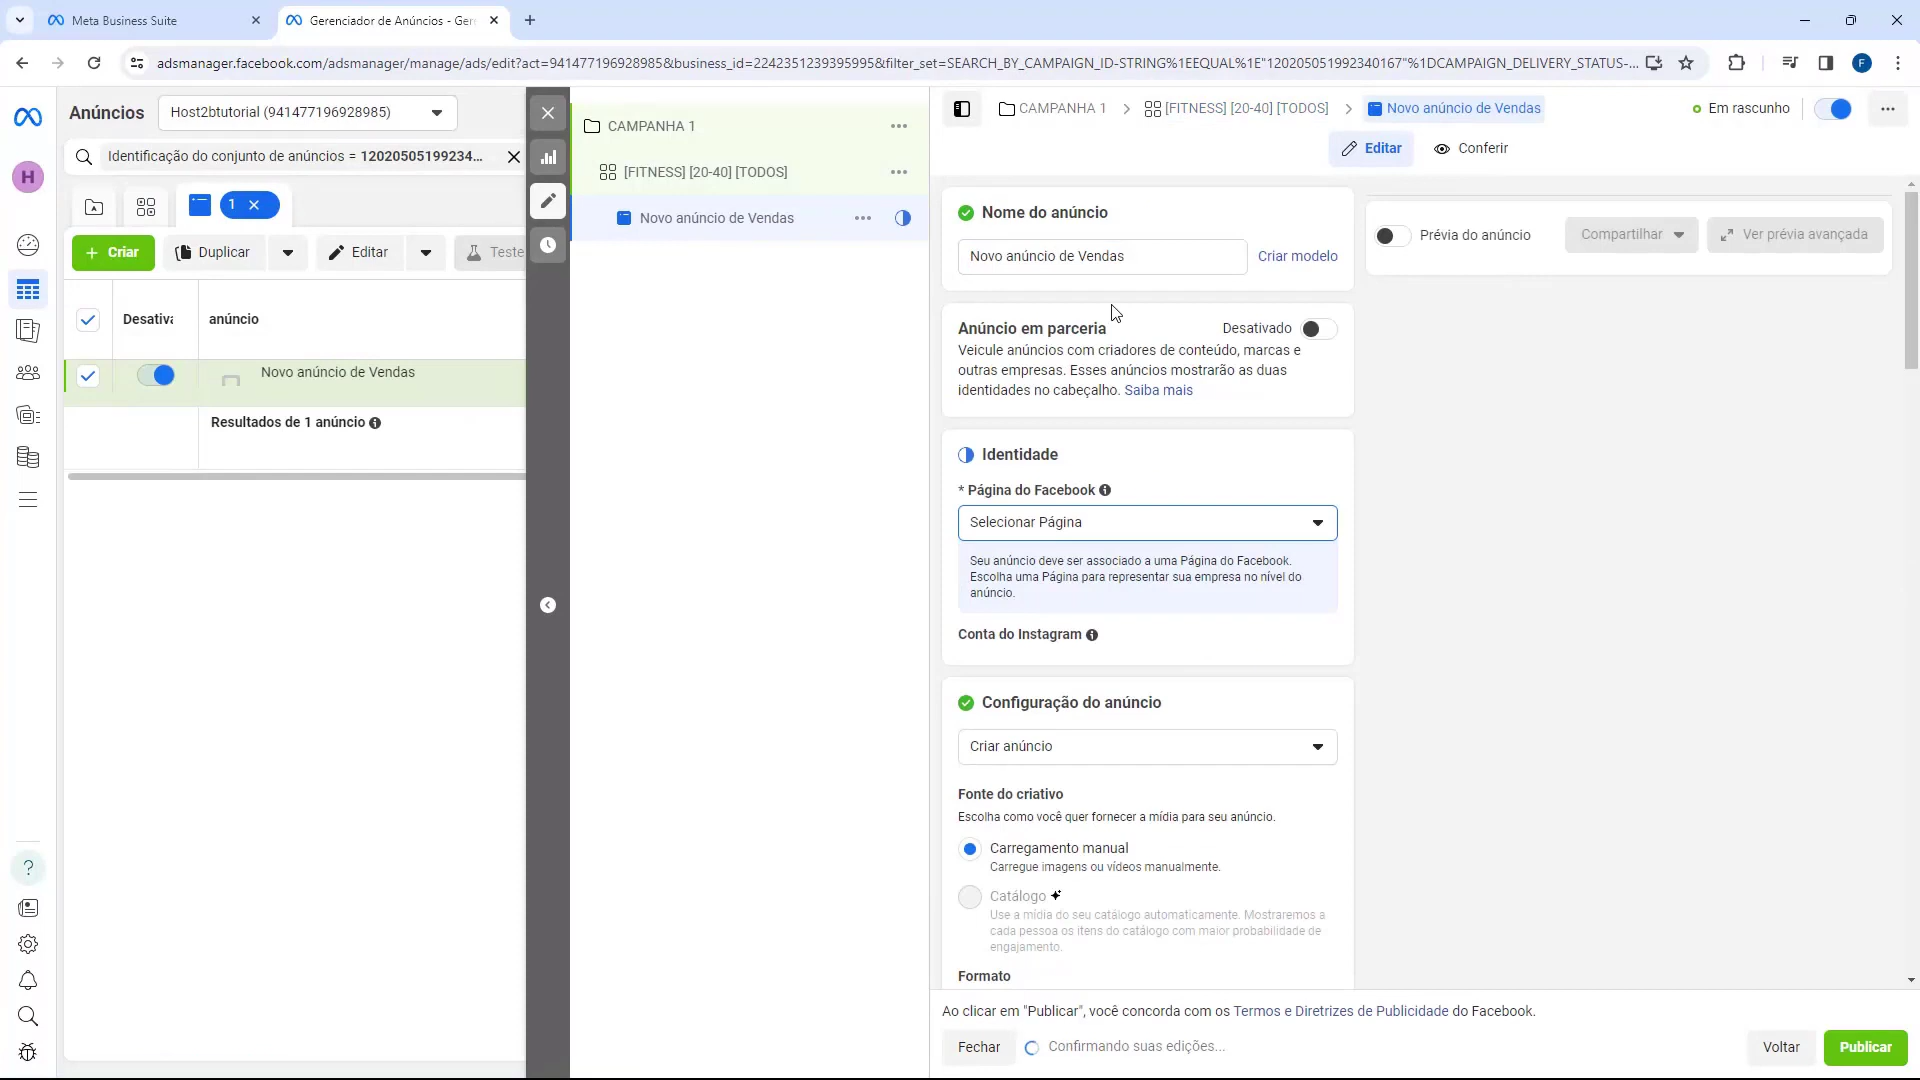 Meta Business Suite
Gerenciador de Anúncios - Ger
adsmanager.facebook.com/adsmanager/manage/ads/edit?act=941477196928985&business_id=2242351239395995&filter_set=SEARCH_BY_CAMPAIGN_ID-STRING%1EEQUAL%1E"120205051992340167"%1DCAMPAIGN_DELIVERY_STATUS-...
F
Anúncios
Host2btutorial (941477196928985)
H
Identificação do conjunto de anúncios = 12020505199234...
1
Criar
Duplicar
Editar
Teste
Desativa
anúncio
Novo anúncio de Vendas
Resultados de 1 anúncio
CAMPANHA 1
[FITNESS] [20-40] [TODOS]
Novo anúncio de Vendas
CAMPANHA 1
[FITNESS] [20-40] [TODOS]
Novo anúncio de Vendas
Em rascunho
Editar
Conferir
Nome do anúncio
Novo anúncio de Vendas
Criar modelo
Prévia do anúncio
Compartilhar
Ver prévia avançada
Anúncio em parceria
Desativado
Veicule anúncios com criadores de conteúdo, marcas e
outras empresas. Esses anúncios mostrarão as duas
identidades no cabeçalho. Saiba mais
Identidade
* Página do Facebook
Selecionar Página
Seu anúncio deve ser associado a uma Página do Facebook.
Escolha uma Página para representar sua empresa no nível do
anúncio.
Conta do Instagram
Configuração do anúncio
Criar anúncio
Fonte do criativo
Escolha como você quer fornecer a mídia para seu anúncio.
Carregamento manual
Carregue imagens ou vídeos manualmente.
Catálogo
Use a mídia do seu catálogo automaticamente. Mostraremos a
cada pessoa os itens do catálogo com maior probabilidade de
engajamento.
Formato
Ao clicar em "Publicar", você concorda com os Termos e Diretrizes de Publicidade do Facebook.
Fechar
Confirmando suas edições...
Voltar
Publicar